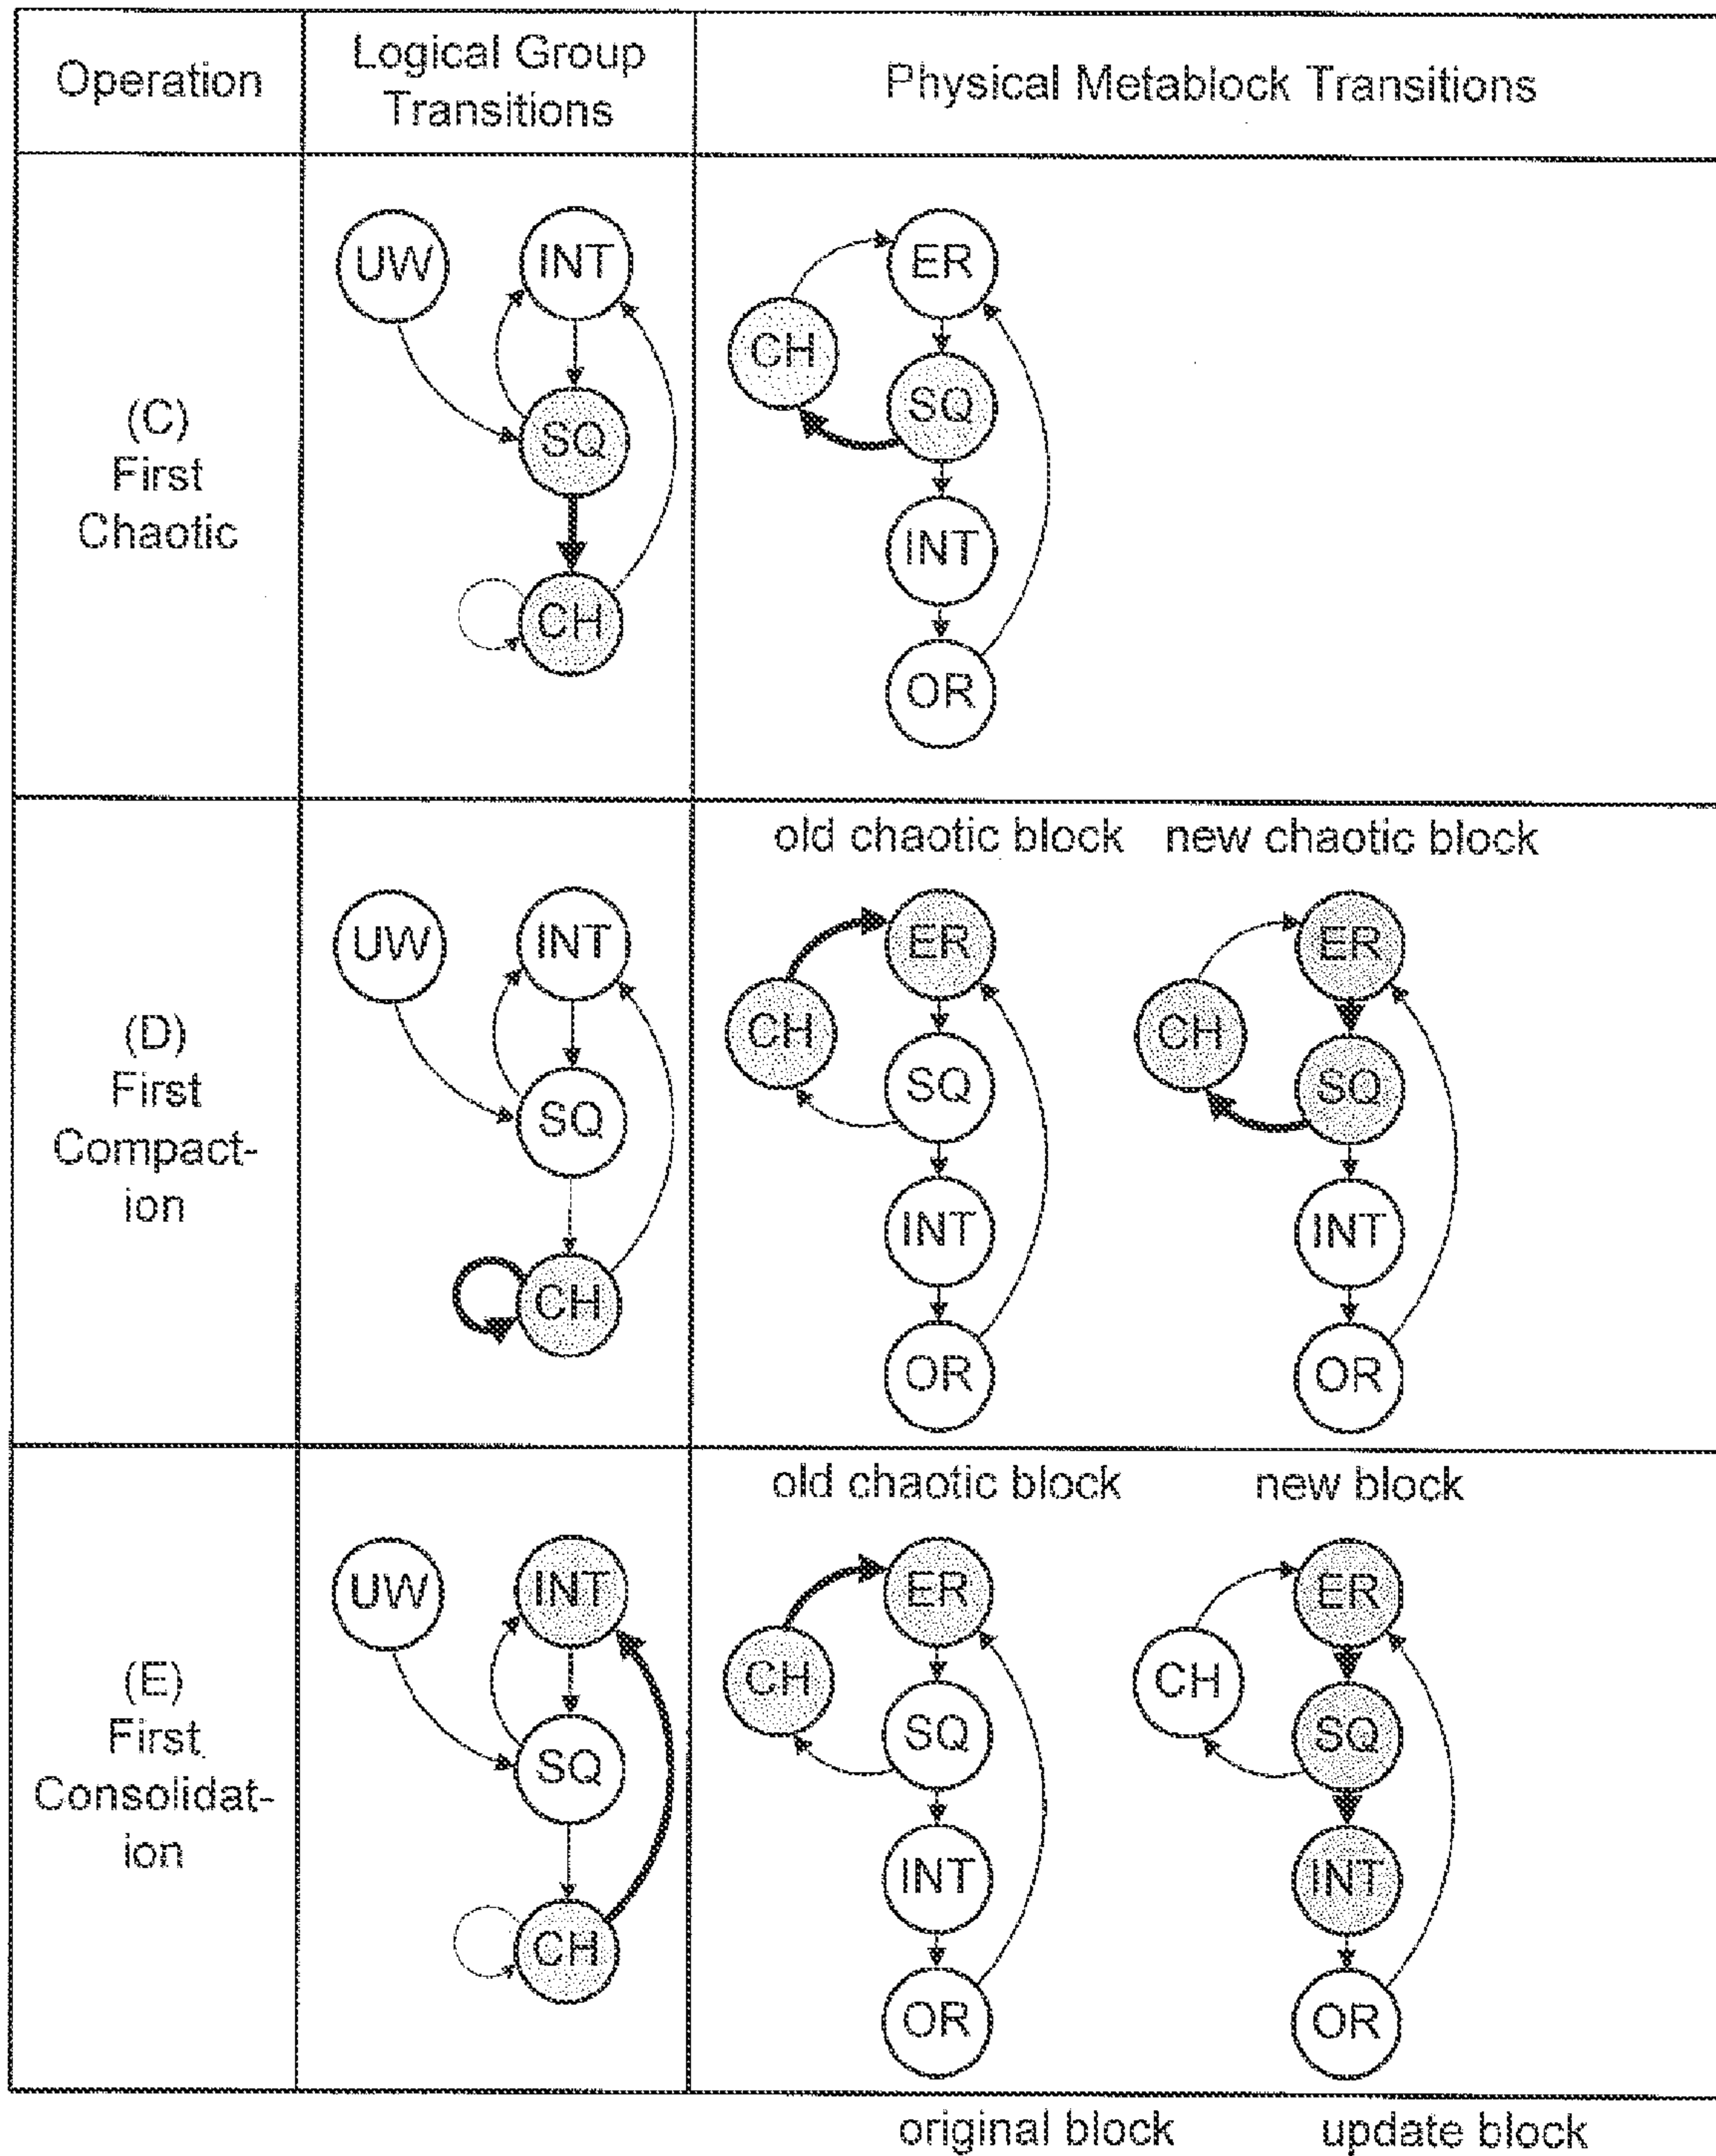 Operation
Logical Group
Transitions
Physical Metablock Transitions
(C)
First
Chaotic
UW
INT
SQ
CH
ER
CH
SQ
INT
OR
(D)
First
Compact-
ion
UW
INT
SQ
CH
old chaotic block
ER
CH
SQ
INT
OR
new chaotic block
ER
CH
SQ
INT
OR
(E)
First
Consolidat-
ion
UW
INT
SQ
CH
old chaotic block
ER
CH
SQ
INT
OR
new block
ER
CH
SQ
INT
OR
original block
update block